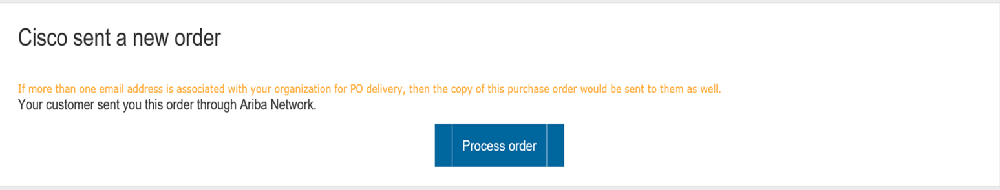 Cisco sent a new order
If more than one email address is associated with your organization for PO delivery, then the copy of this purchase order would be sent to them as well.
Your customer sent you this order through Ariba Network.
Process order